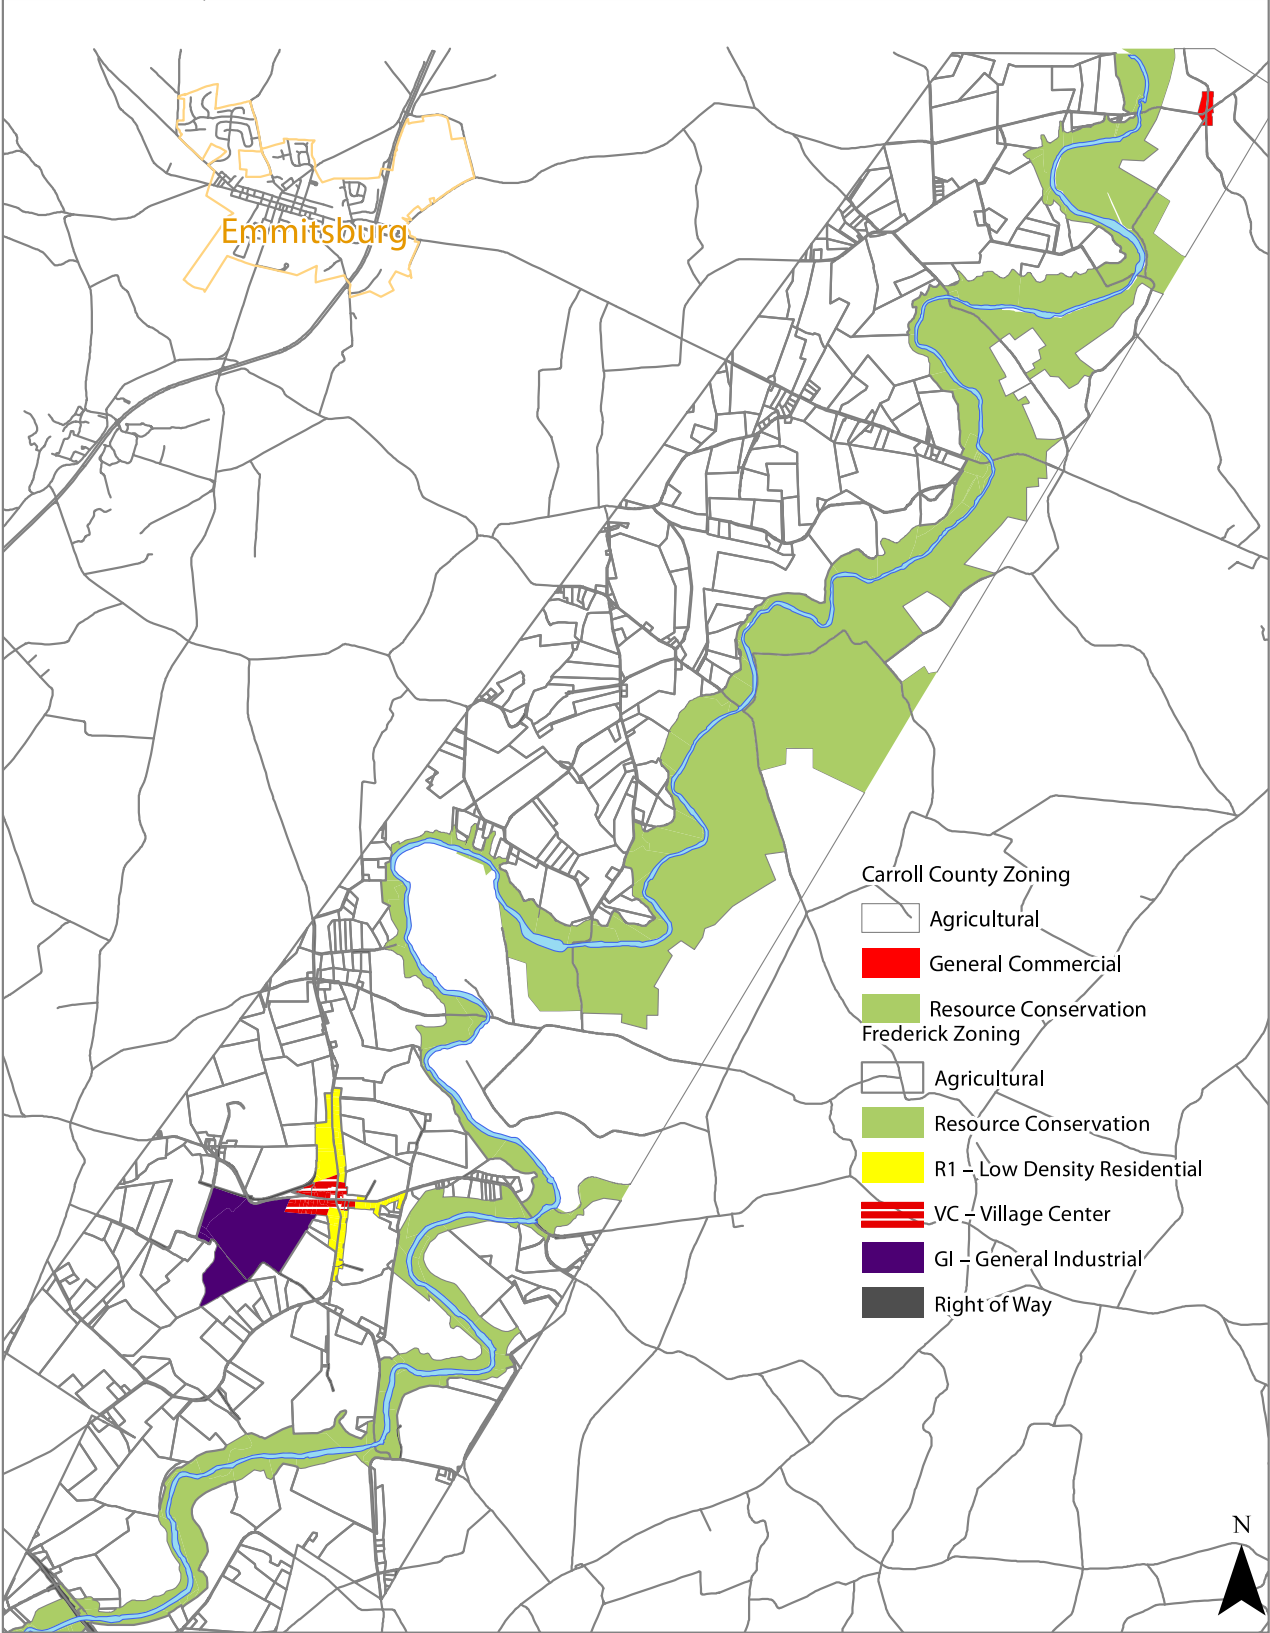 Emmitsburg
Carroll County Zoning
Agricultural
General Commercial
Resource Conservation
Frederick Zoning
Agricultural
Resource Conservation
R1 – Low Density Residential
VC – Village Center
GI – General Industrial
Right of Way
N